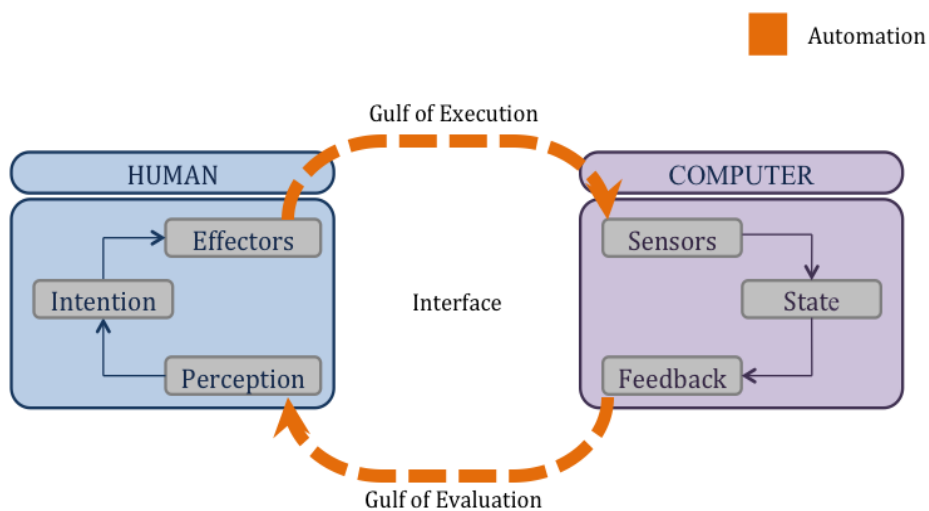 Automation
Gulf of Execution
HUMAN
COMPUTER
Effectors
Sensors
Intention
Interface
State
Perception
Feedback
Gulf of Evaluation